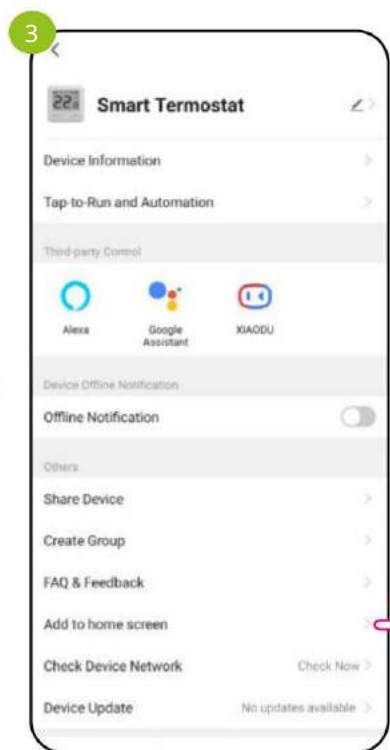 3
22
Smart Termostat
Device Information
Tap-to-Run and Automation
Third-party Control
Alexa
Google
Assistant
XIAODU
Device Offline Notification
Offline Notification
Others
Share Device
Create Group
FAQ & Feedback
Add to home screen
Check Device Network Check Now
Device Update No updates available